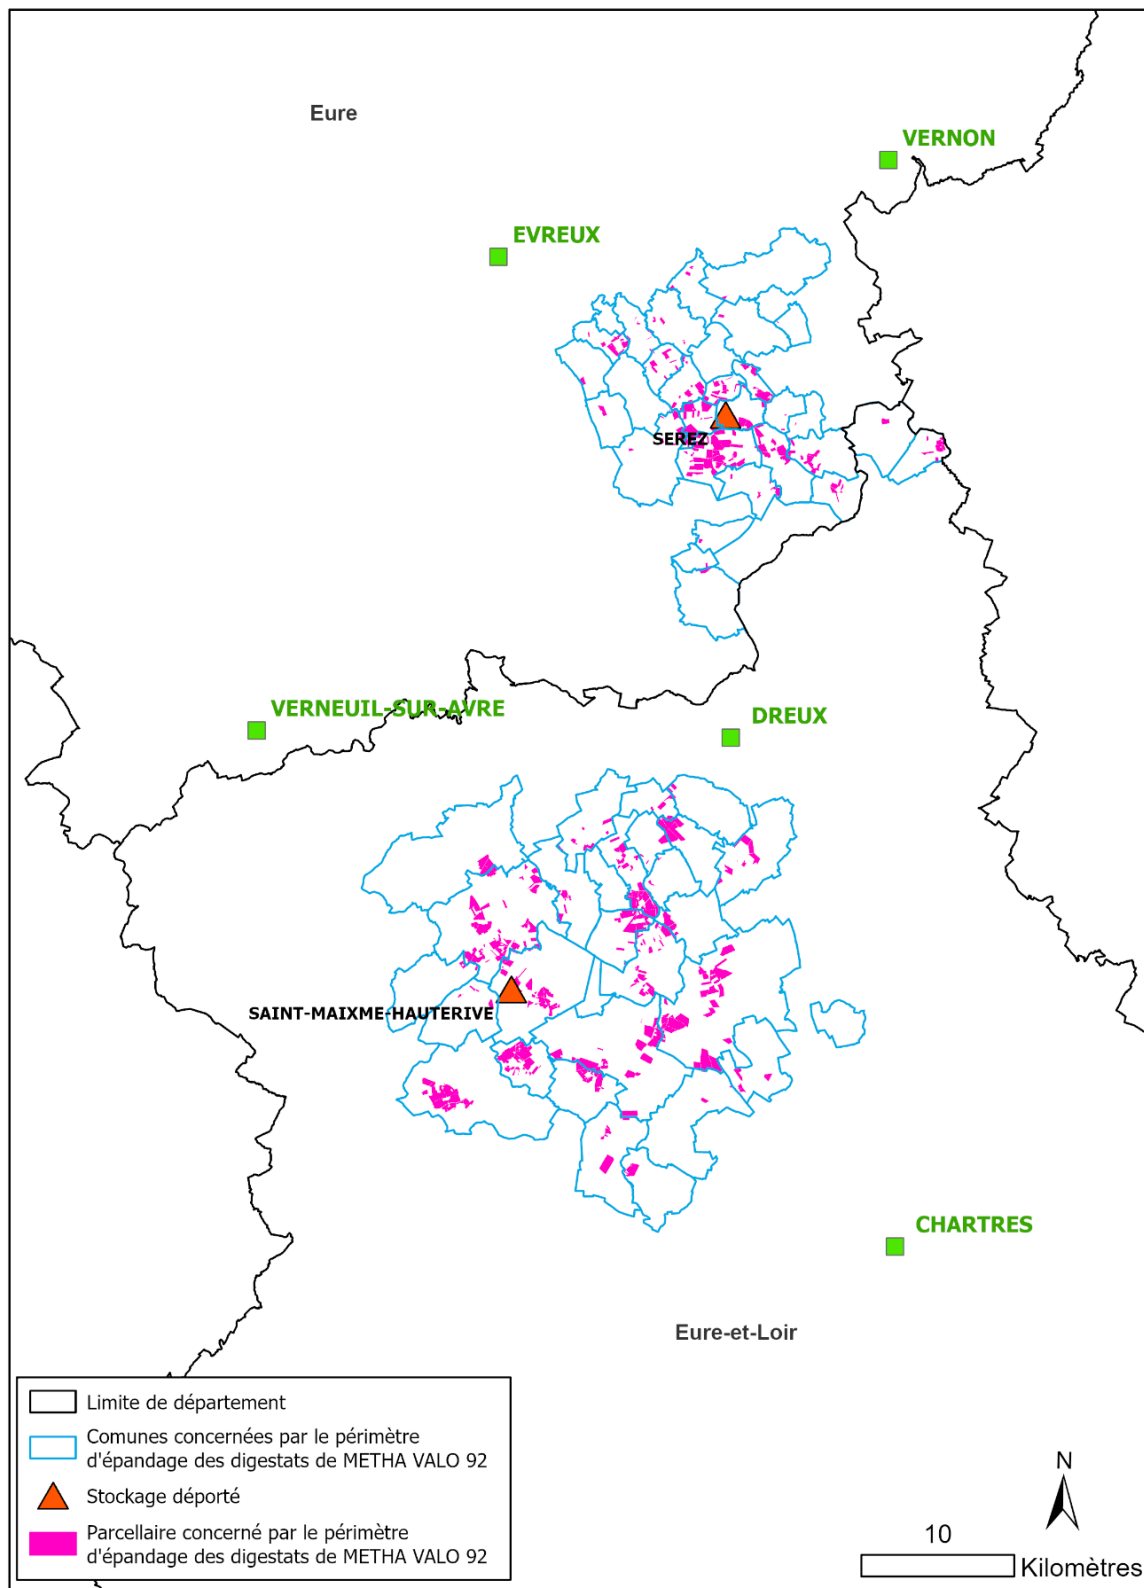 Eure
VERNON
EVREUX
SEREZ
VERNEUIL-SUR-AVRE
DREUX
SAINT-MAIXME-HAUTERIVE
CHARTRES
Eure-et-Loir
Limite de département
Comunes concernées par le périmètre
d'épandage des digestats de METHA VALO 92
Stockage déporté
Parcellaire concerné par le périmètre
d'épandage des digestats de METHA VALO 92
N
10
Kilomètres